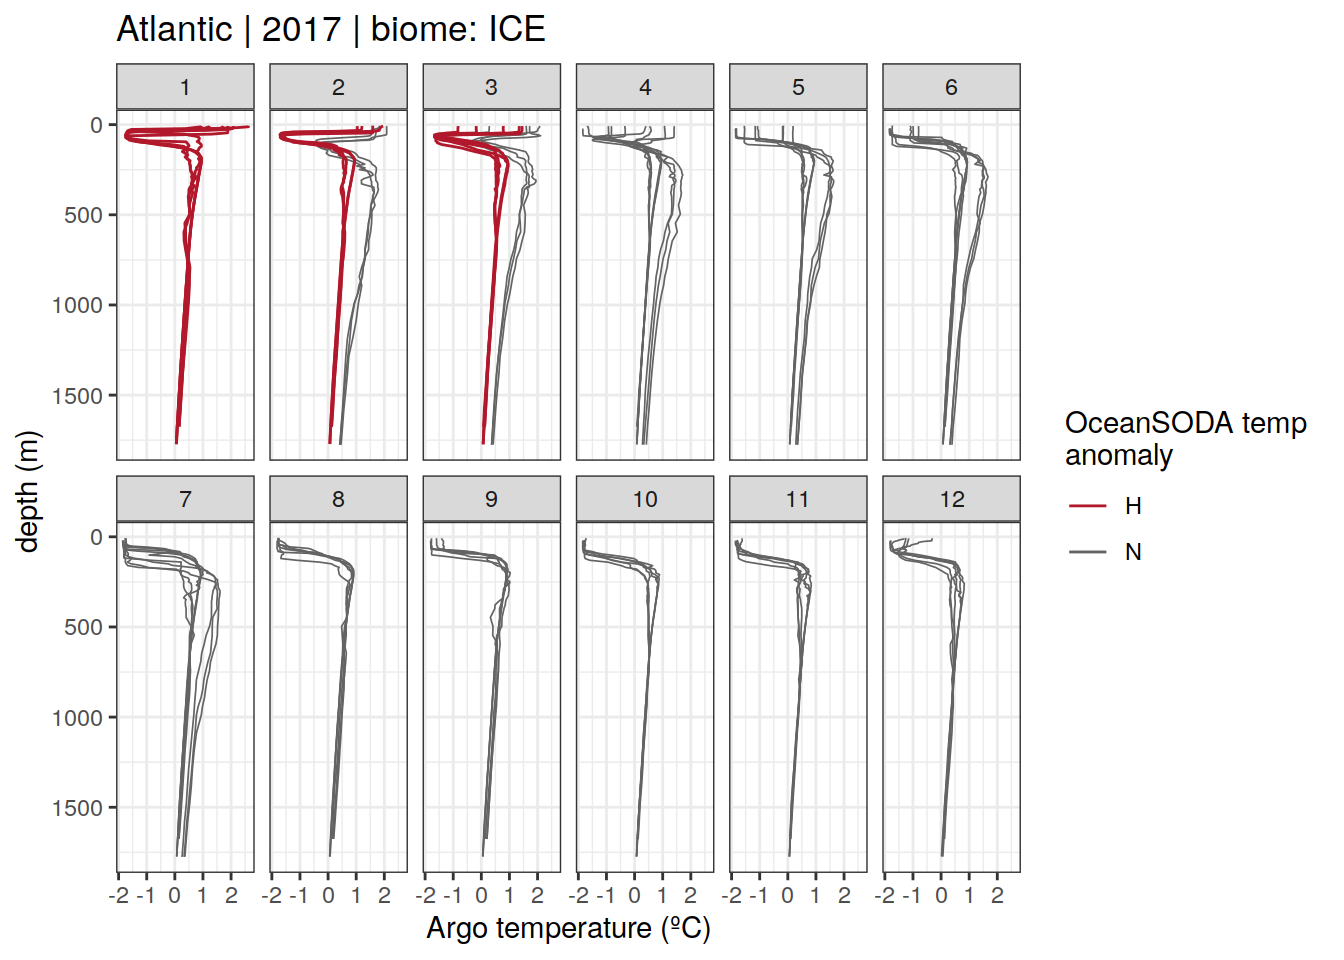 Atlantic | 2017 | biome: ICE
1 2 3 4 5 6
0
500
1000
1500
7 8 9 10 11 12
0
500
1000
1500
-2 -1 0 1 2 -2 -1 0 1 2 -2 -1 0 1 2 -2 -1 0 1 2 -2 -1 0 1 2 -2 -1 0 1 2
Argo temperature (ºC)
depth (m)
OceanSODA temp
anomaly
H
N